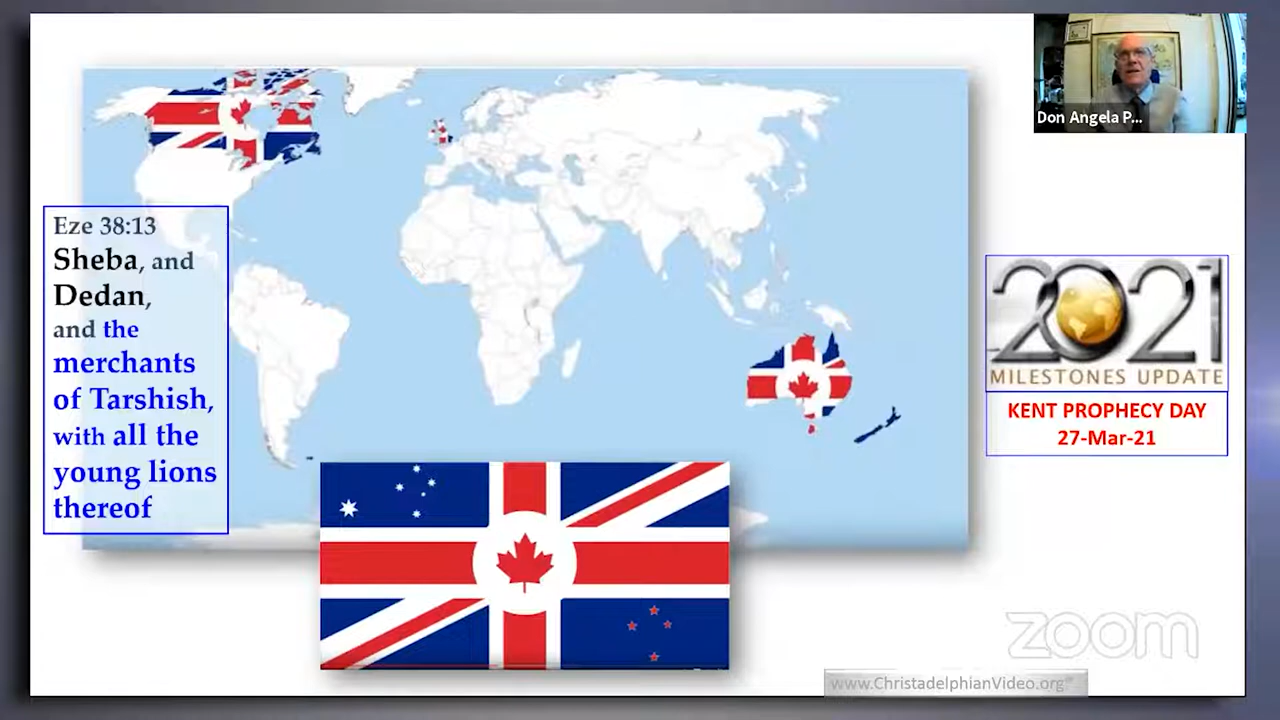 Don Angela P...
Eze 38:13
Sheba, and
Dedan,
and the
merchants
of Tarshish,
with all the
young lions
thereof
2021
MILESTONES UPDATE
KENT PROPHECY DAY
27-Mar-21
zoom
www.ChristadelphianVideo.org